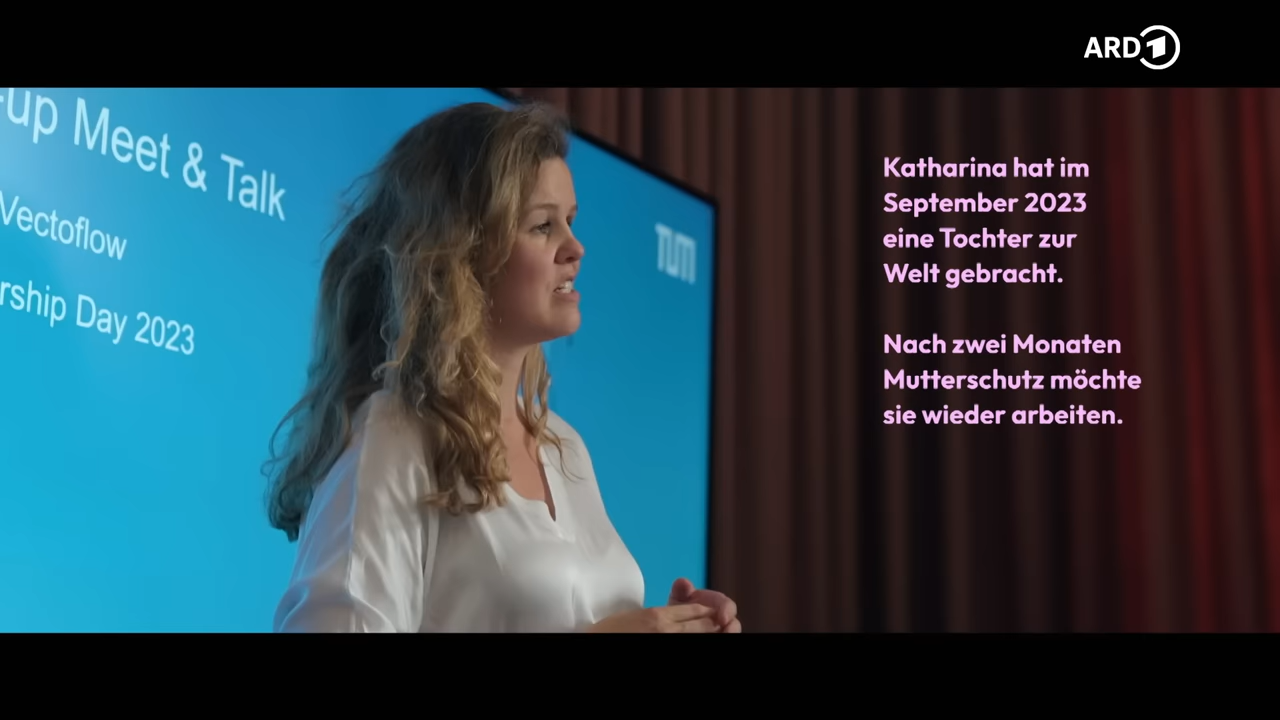 ARD
-up Meet & Talk
Vectoflow
rship Day 2023
TUM
Katharina hat im
September 2023
eine Tochter zur
Welt gebracht.
Nach zwei Monaten
Mutterschutz möchte
sie wieder arbeiten.